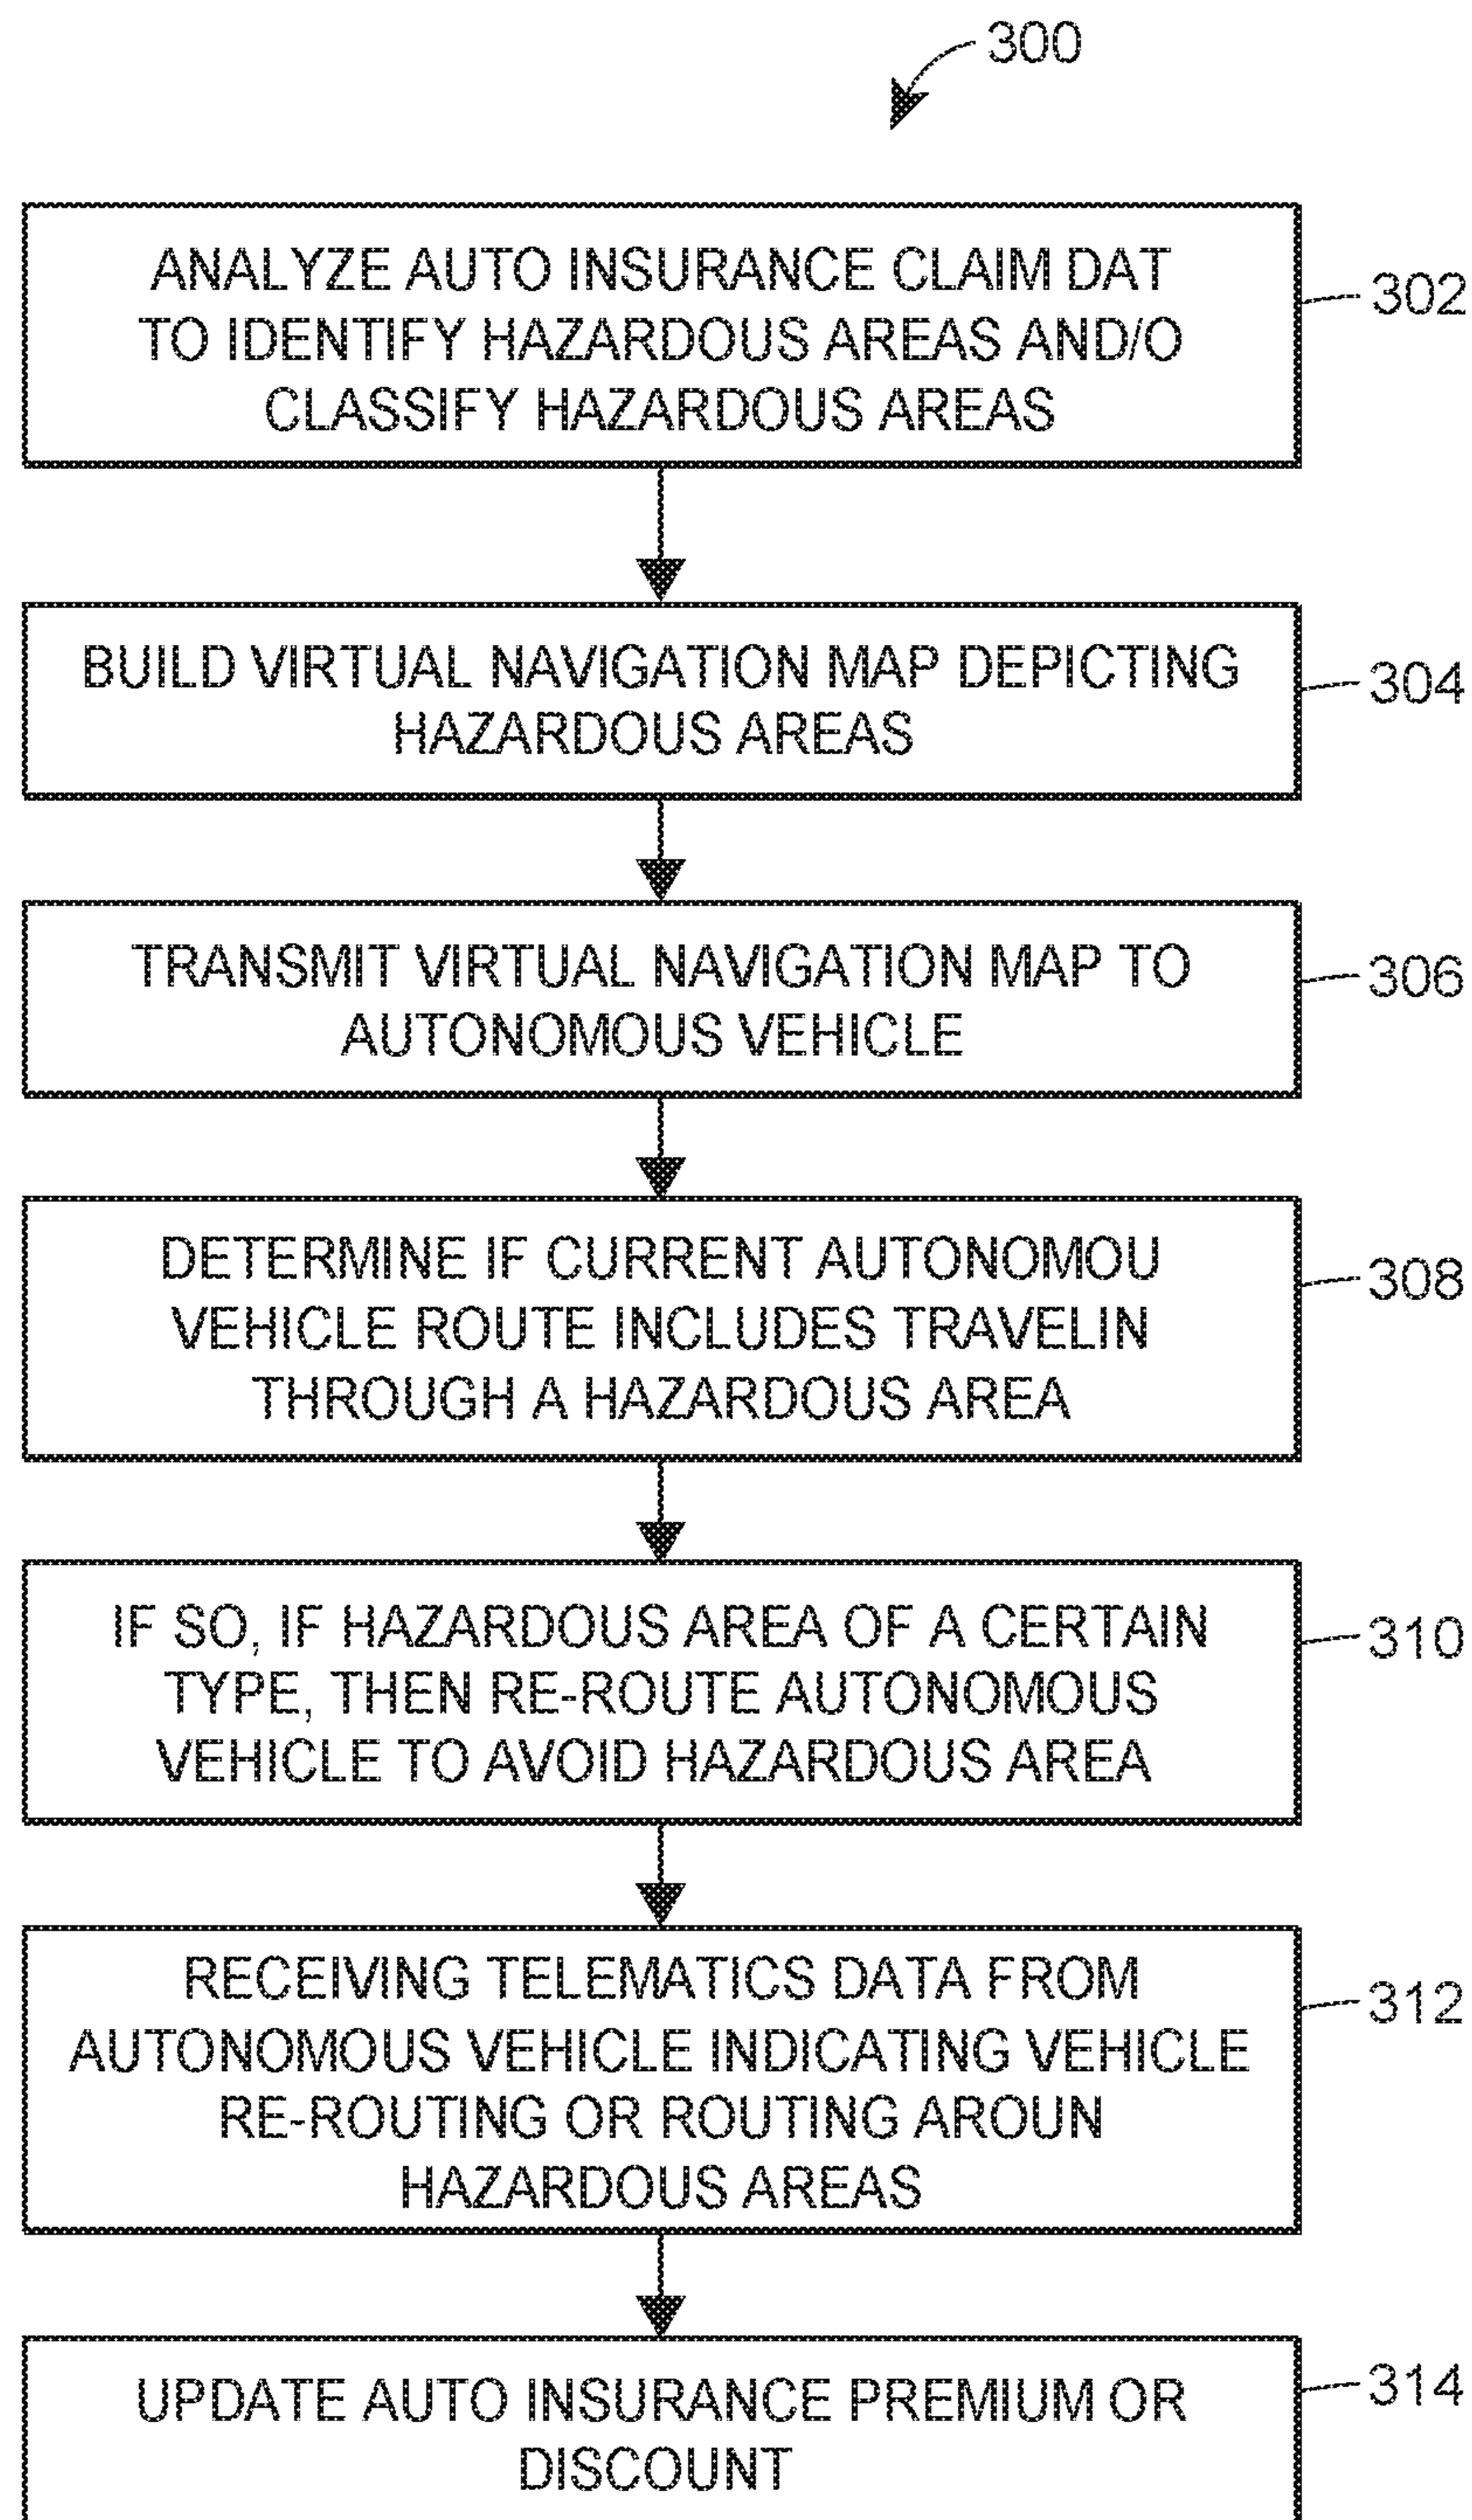 300
ANALYZE AUTO INSURANCE CLAIM DAT
TO IDENTIFY HAZARDOUS AREAS AND/O
CLASSIFY HAZARDOUS AREAS
302
BUILD VIRTUAL NAVIGATION MAP DEPICTING
HAZARDOUS AREAS
304
TRANSMIT VIRTUAL NAVIGATION MAP TO
AUTONOMOUS VEHICLE
306
DETERMINE IF CURRENT AUTONOMOU
VEHICLE ROUTE INCLUDES TRAVELIN
THROUGH A HAZARDOUS AREA
308
IF SO, IF HAZARDOUS AREA OF A CERTAIN
TYPE, THEN RE-ROUTE AUTONOMOUS
VEHICLE TO AVOID HAZARDOUS AREA
310
RECEIVING TELEMATICS DATA FROM
AUTONOMOUS VEHICLE INDICATING VEHICLE
RE-ROUTING OR ROUTING AROUN
HAZARDOUS AREAS
312
UPDATE AUTO INSURANCE PREMIUM OR
DISCOUNT
314